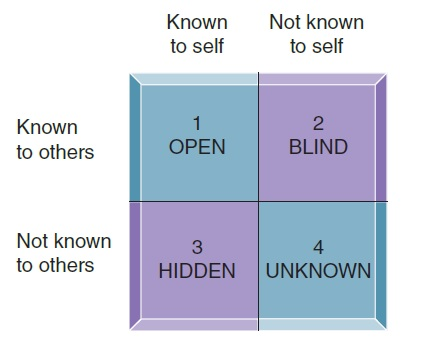 Known
to self
Not known
to self
Known
to others
1
OPEN
2
BLIND
Not known
to others
3
HIDDEN
4
UNKNOWN